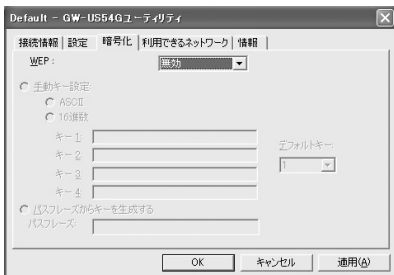 Default - GW-US54Gユーティリティ
接続情報 設定 暗号化 利用できるネットワーク 情報
WEP: 無効
手動キー設定:
ASCII
16進数
キー1:
キー2:
キー3:
キー4:
デフォルトキー:
1
パスフレーズからキーを生成する
パスフレーズ:
OK キャンセル 適用(A)